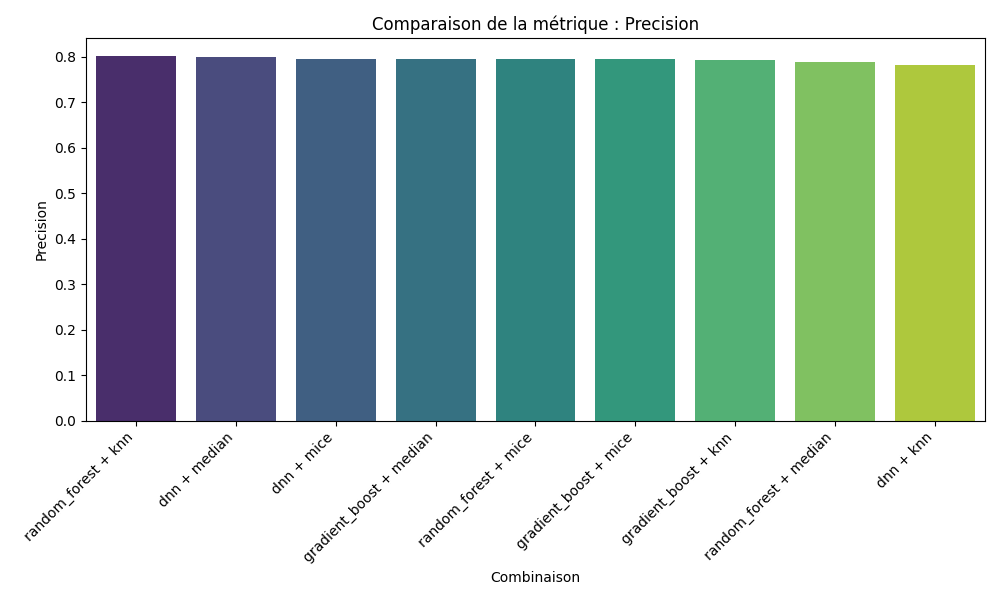 Comparaison de la métrique : Precision
Precision
0.8
0.7
0.6
0.5
0.4
0.3
0.2
0.1
0.0
random_forest + knn
dnn + median
dnn + mice
gradient_boost + median
random_forest + mice
gradient_boost + mice
gradient_boost + knn
random_forest + median
dnn + knn
Combinaison